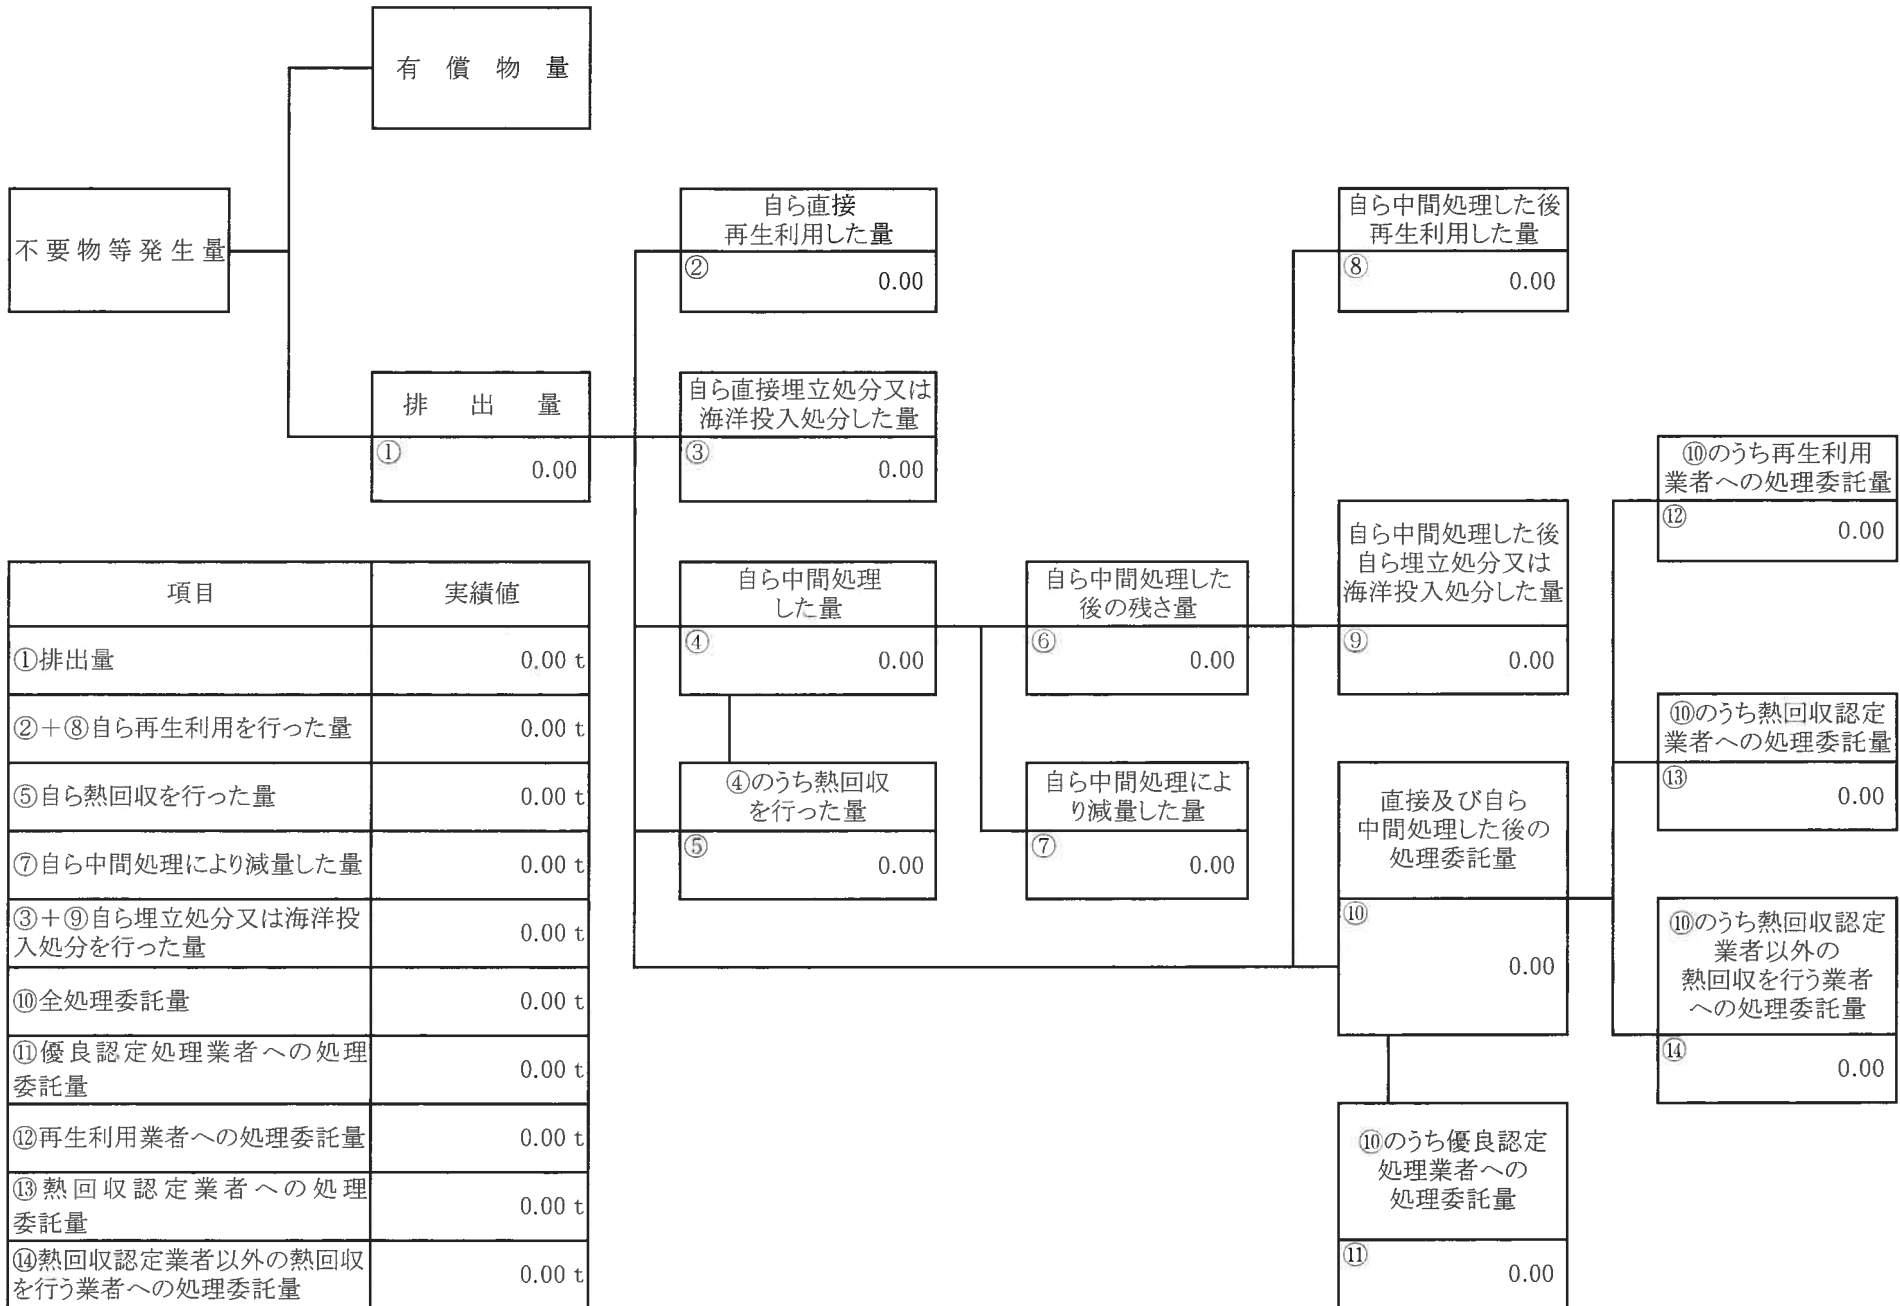 有償物量
不要物等発生量
排出量
①
0.00
自ら直接
再生利用した量
②
0.00
自ら直接埋立処分又は
海洋投入処分した量
③
0.00
自ら中間処理
した量
④
0.00
④のうち熱回収
を行った量
⑤
0.00
自ら中間処理した
後の残さ量
⑥
0.00
自ら中間処理によ
り減量した量
⑦
0.00
自ら中間処理した後
再生利用した量
⑧
0.00
自ら中間処理した後
自ら埋立処分又は
海洋投入処分した量
⑨
0.00
直接及び自ら
中間処理した後の
処理委託量
⑩
0.00
⑩のうち優良認定
処理業者への
処理委託量
⑪
0.00
⑩のうち再生利用
業者への処理委託量
⑫
0.00
⑩のうち熱回収認定
業者への処理委託量
⑬
0.00
⑩のうち熱回収認定
業者以外の
熱回収を行う業者
への処理委託量
⑭
0.00
項目 実績値
①排出量 0.00 t
②＋⑧自ら再生利用を行った量 0.00 t
⑤自ら熱回収を行った量 0.00 t
⑦自ら中間処理により減量した量 0.00 t
③＋⑨自ら埋立処分又は海洋投
入処分を行った量 0.00 t
⑩全処理委託量 0.00 t
⑪優良認定処理業者への処理
委託量 0.00 t
⑫再生利用業者への処理委託量 0.00 t
⑬熱回収認定業者への処理
委託量 0.00 t
⑭熱回収認定業者以外の熱回収
を行う業者への処理委託量 0.00 t